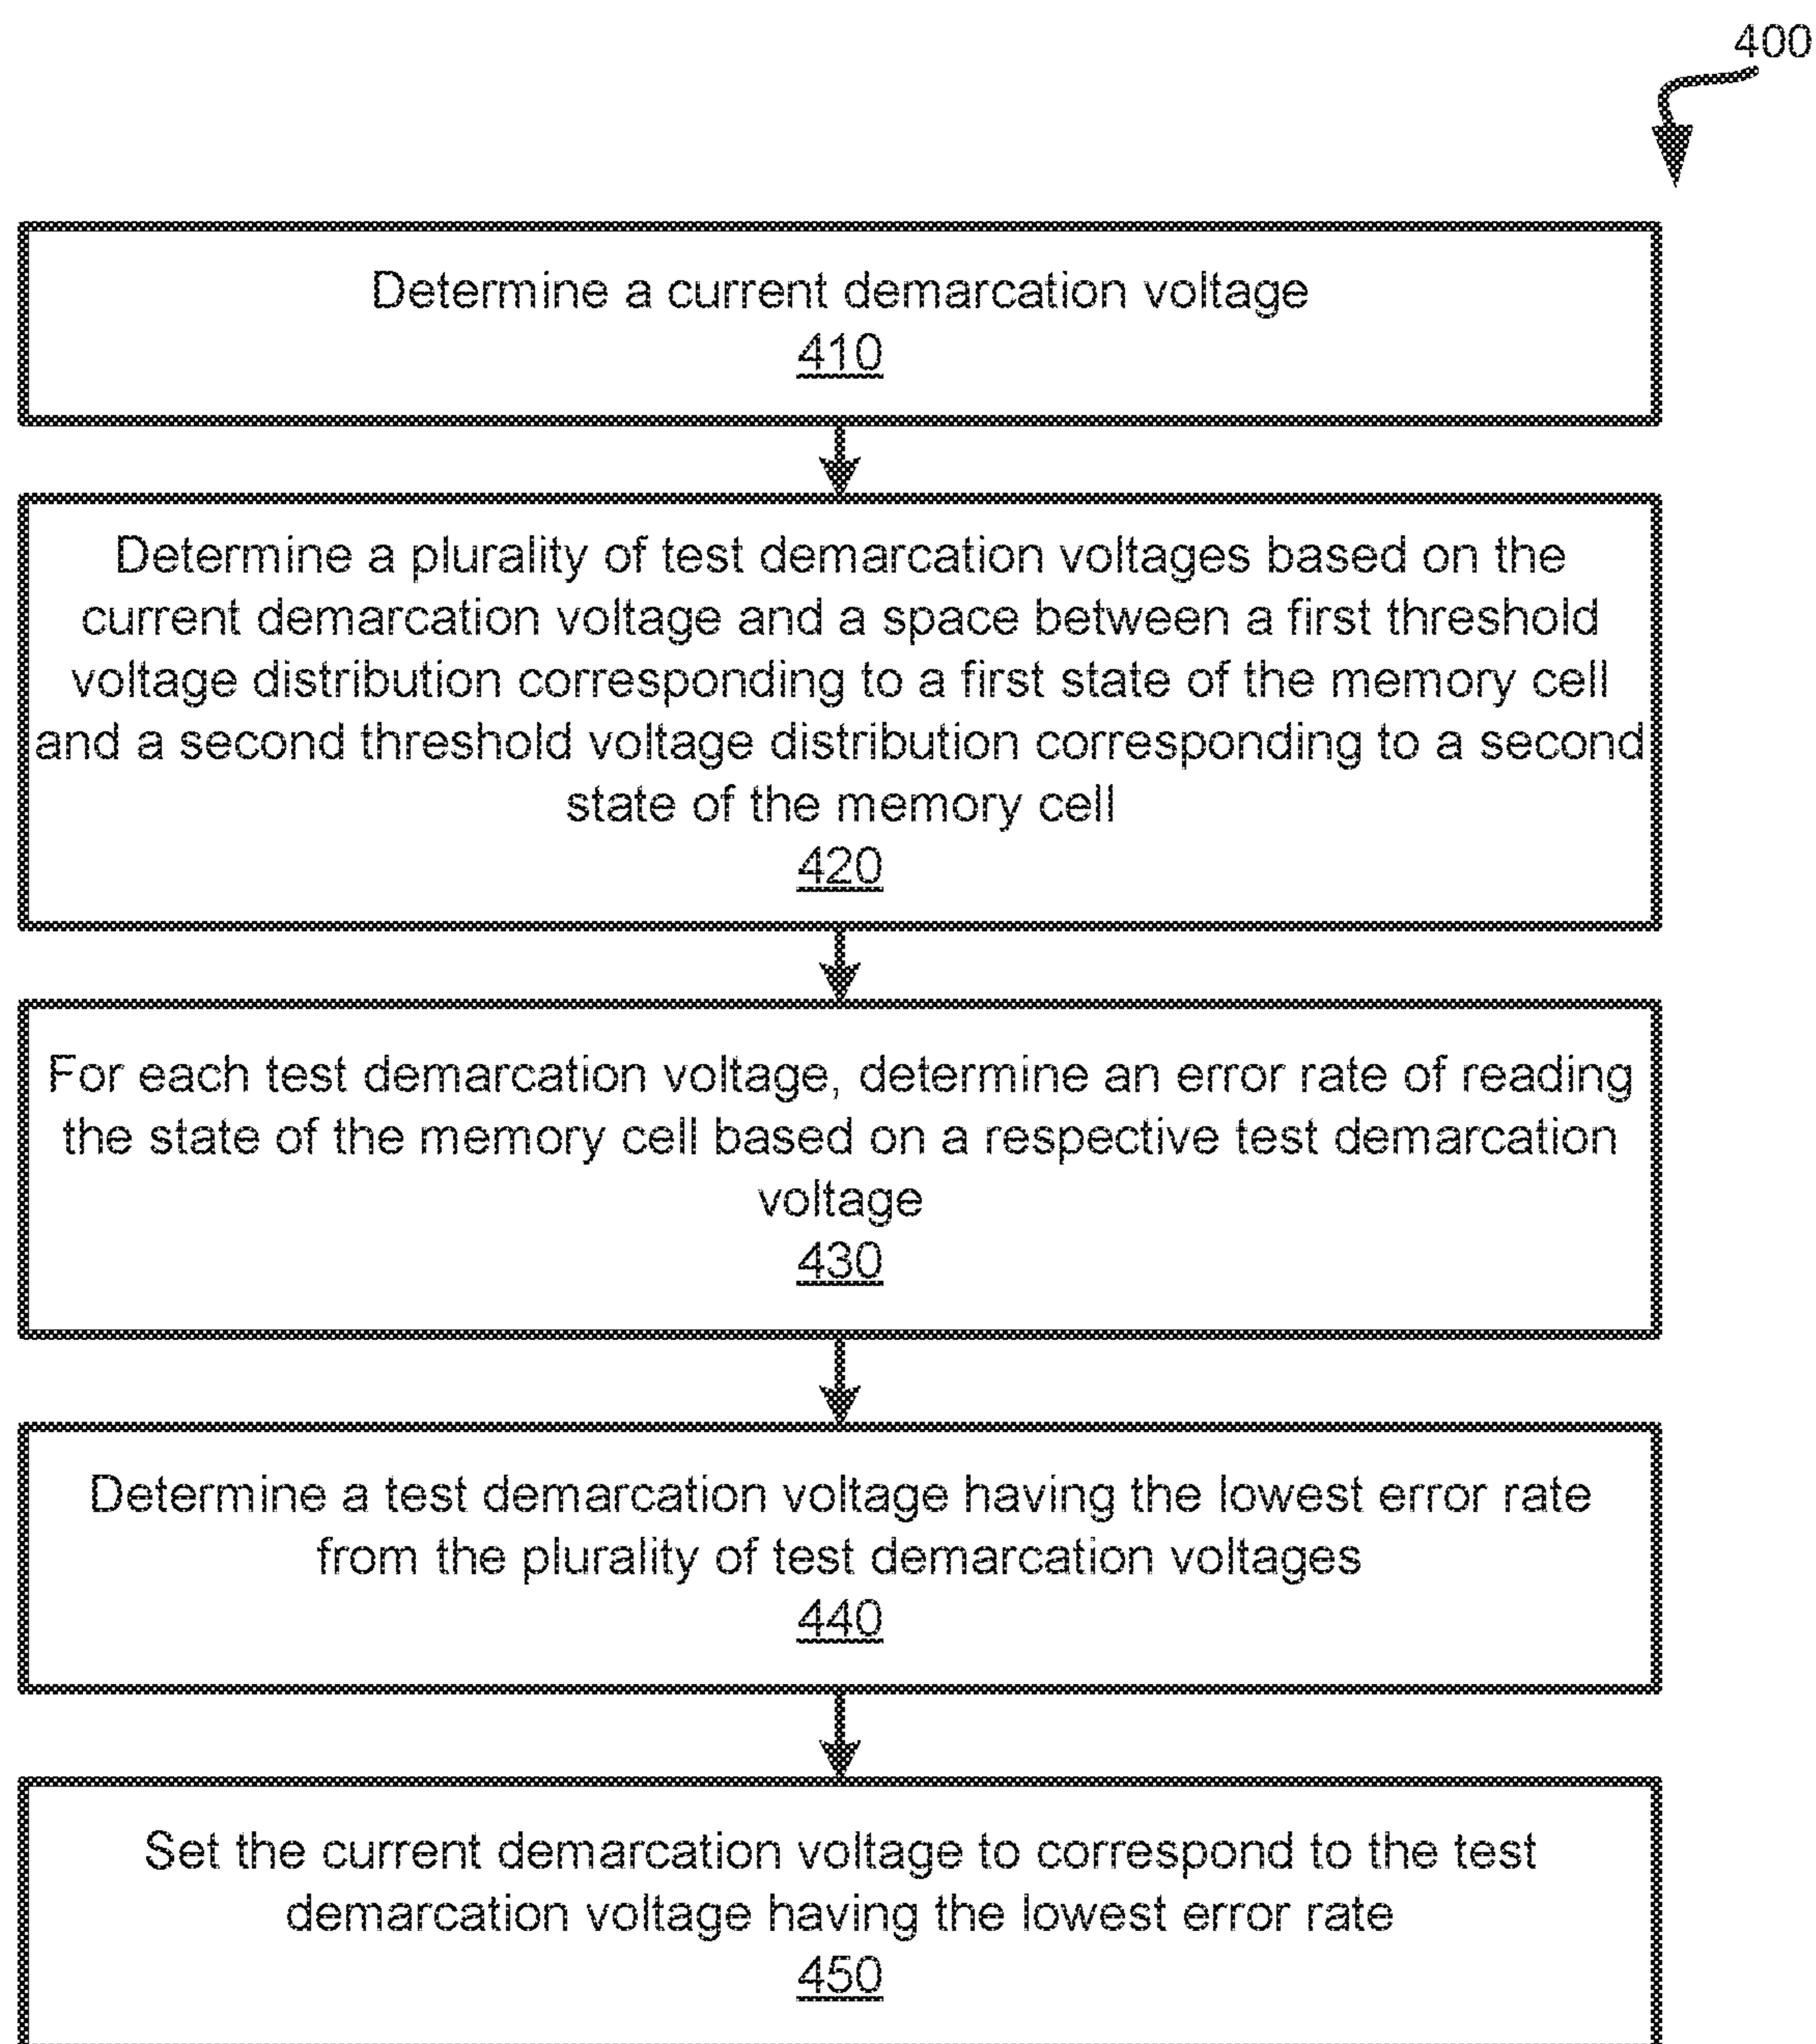 400
Determine a current demarcation voltage
410
Determine a plurality of test demarcation voltages based on the
current demarcation voltage and a space between a first threshold
voltage distribution corresponding to a first state of the memory cell
and a second threshold voltage distribution corresponding to a second
state of the memory cell
420
For each test demarcation voltage, determine an error rate of reading
the state of the memory cell based on a respective test demarcation
voltage
430
Determine a test demarcation voltage having the lowest error rate
from the plurality of test demarcation voltages
440
Set the current demarcation voltage to correspond to the test
demarcation voltage having the lowest error rate
450